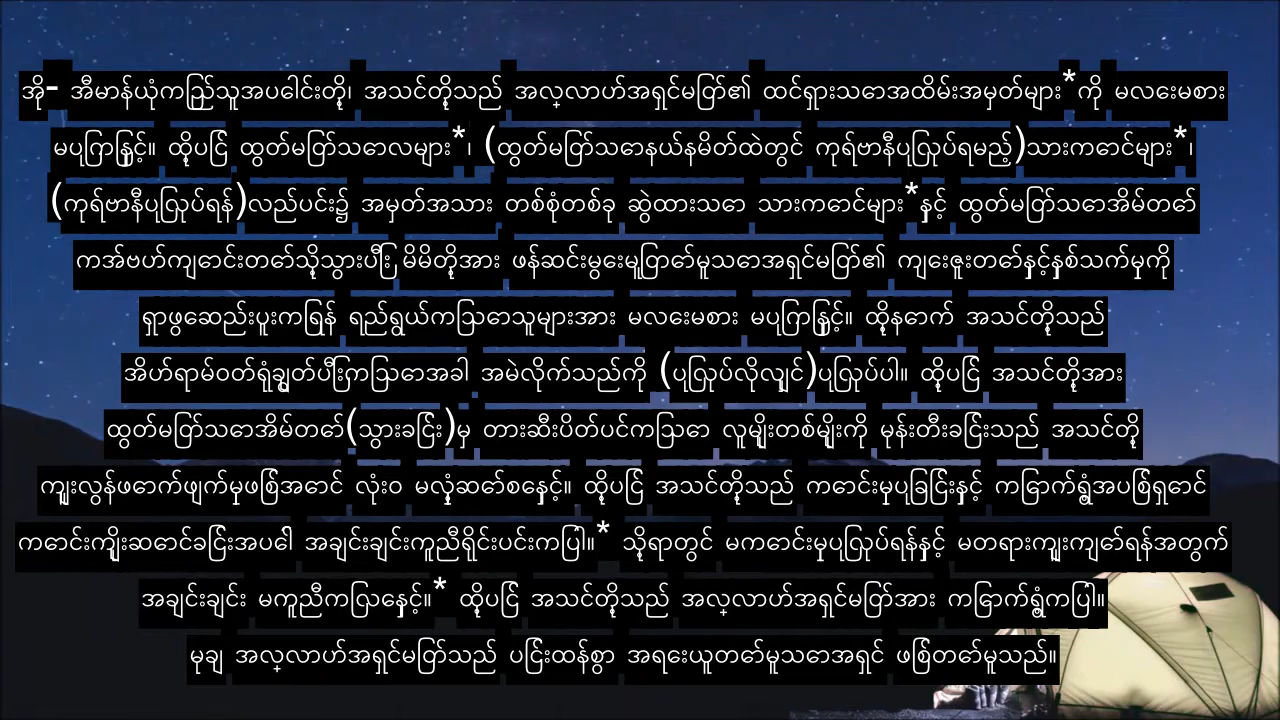 အို- အီမာန်ယုံကြည်သူအပေါင်းတို့၊ အသင်တို့သည် အလ္လာဟ်အရှင်မြတ်၏ ထင်ရှားသောအထိမ်းအမှတ်များ*ကို မလေးမစား
မပြုကြနှင့်။ ထို့ပြင် ထွတ်မြတ်သောလများ*၊ (ထွတ်မြတ်သောနယ်နမိတ်ထဲတွင် ကုရ်ဗာနီပြုလုပ်ရမည့်)သားကောင်များ*၊
(ကုရ်ဗာနီပြုလုပ်ရန်)လည်ပင်း၌ အမှတ်အသား တစ်စုံတစ်ခု ဆွဲထားသော သားကောင်များ*နှင့် ထွတ်မြတ်သောအိမ်တော်
ကအ်ဗဟ်ကျောင်းတော်သို့သွားပြီး မိမိတို့အား ဖန်ဆင်းမွေးမြူတော်မူသောအရှင်မြတ်၏ ကျေးဇူးတော်နှင့်နှစ်သက်မှုကို
ရှာဖွေဆည်းပူးကြရန် ရည်ရွယ်ကြသောသူများအား မလေးမစား မပြုကြနှင့်။ ထို့နောက် အသင်တို့သည်
အိဟ်ရာမ်ဝတ်ရုံချွတ်ပြီးကြသောအခါ အမဲလိုက်သည်ကို (ပြုလုပ်လိုလျှင်)ပြုလုပ်ပါ။ ထို့ပြင် အသင်တို့အား
ထွတ်မြတ်သောအိမ်တော်(သွားခြင်း)မှ တားဆီးပိတ်ပင်ကြသော လူမျိုးတစ်မျိုးကို မုန်းတီးခြင်းသည် အသင်တို့
ကျူးလွန်ဖောက်ဖျက်မှုဖြစ်အောင် လုံးဝ မလှုံ့ဆော်စေနှင့်။ ထို့ပြင် အသင်တို့သည် ကောင်းမှုပြုခြင်းနှင့် ကြောက်ရွံ့အပြစ်ရှောင်
ကောင်းကျိုးဆောင်ခြင်းအပေါ် အချင်းချင်းကူညီရိုင်းပင်းကြပါ။* သို့ရာတွင် မကောင်းမှုပြုလုပ်ရန်နှင့် မတရားကျူးကျော်ရန်အတွက်
အချင်းချင်း မကူညီကြလေနှင့်။* ထို့ပြင် အသင်တို့သည် အလ္လာဟ်အရှင်မြတ်အား ကြောက်ရွံ့ကြပါ။
မုချ အလ္လာဟ်အရှင်မြတ်သည် ပြင်းထန်စွာ အရေးယူတော်မူသောအရှင် ဖြစ်တော်မူသည်။